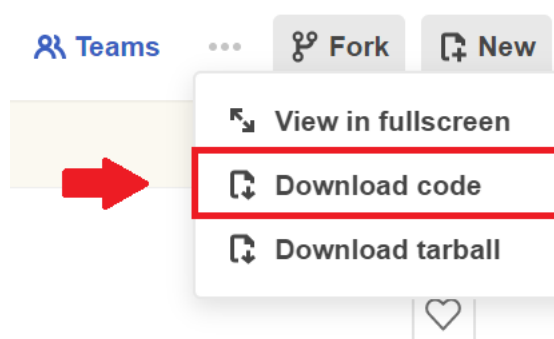 Teams ••• Fork New
View in fullscreen
Download code
Download tarball